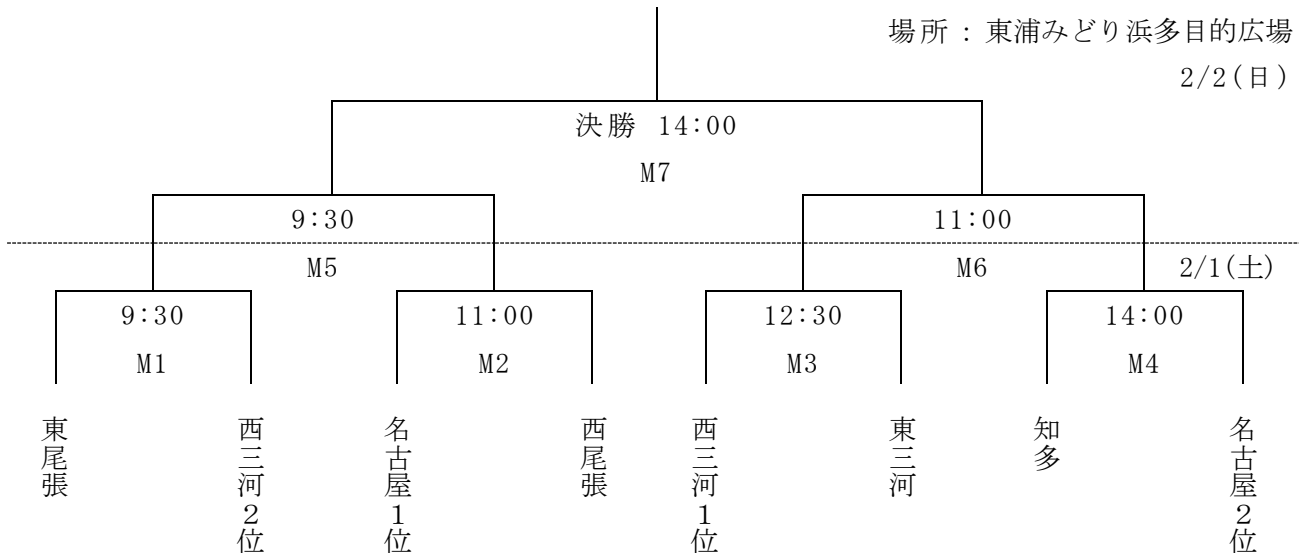 場所：東浦みどり浜多目的広場
2/2(日)
決勝 14:00
M7
9:30
11:00
M5
M6
2/1(土)
9:30
11:00
12:30
14:00
M1
M2
M3
M4
東尾張
西三河2位
名古屋1位
西尾張
西三河1位
東三河
知多
名古屋2位